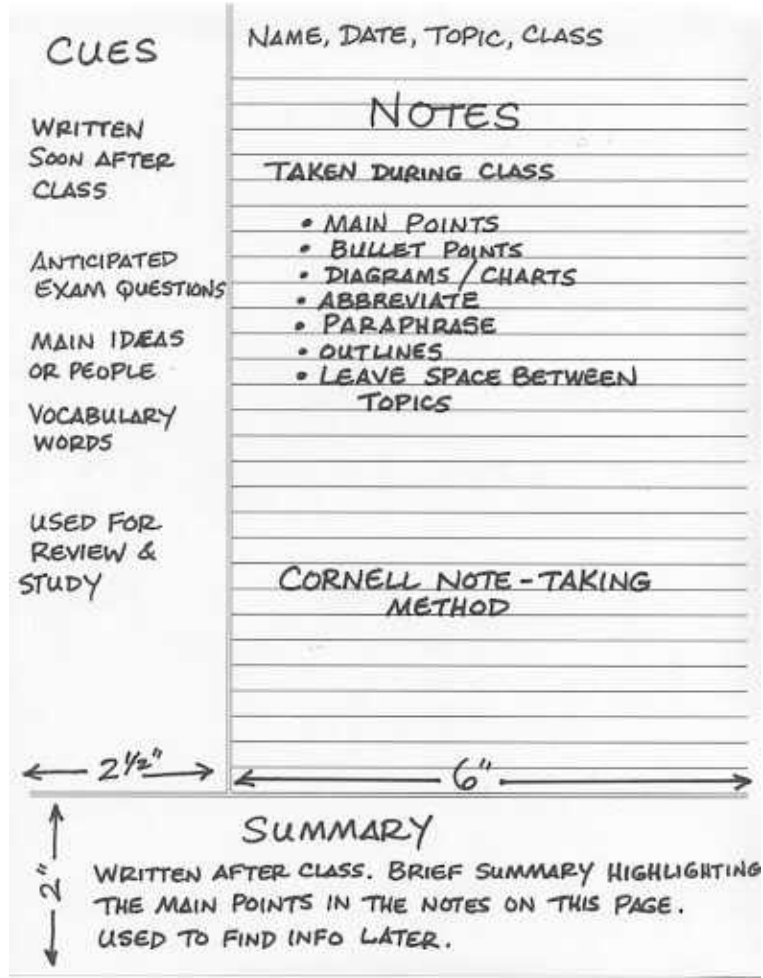 CUES
WRITTEN
SOON AFTER
CLASS
ANTICIPATED
EXAM QUESTIONS
MAIN IDEAS
OR PEOPLE
VOCABULARY
WORDS
USED FOR
REVIEW &
STUDY
2 1/2"
NAME, DATE, TOPIC, CLASS
NOTES
TAKEN DURING CLASS
• MAIN POINTS
• BULLET POINTS
• DIAGRAMS / CHARTS
• ABBREVIATE
• PARAPHRASE
• OUTLINES
• LEAVE SPACE BETWEEN
TOPICS
CORNELL NOTE-TAKING
METHOD
6"
2"
SUMMARY
WRITTEN AFTER CLASS. BRIEF SUMMARY HIGHLIGHTING
THE MAIN POINTS IN THE NOTES ON THIS PAGE.
USED TO FIND INFO LATER.